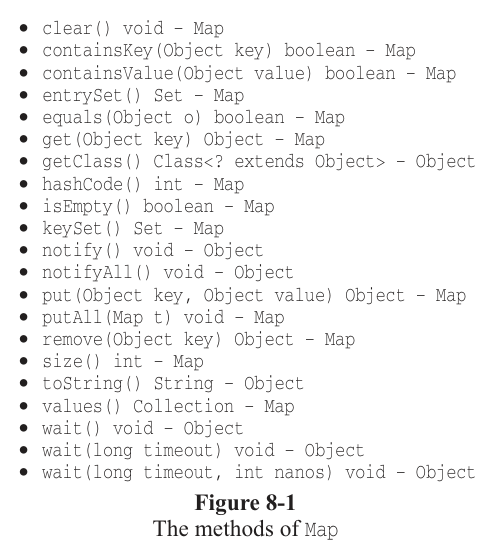 • clear() void – Map
• containsKey(Object key) boolean – Map
• containsValue(Object value) boolean – Map
• entrySet() Set – Map
• equals(Object o) boolean – Map
• get(Object key) Object – Map
• getClass() Class<? extends Object> – Object
• hashCode() int – Map
• isEmpty() boolean – Map
• keySet() Set – Map
• notify() void – Object
• notifyAll() void – Object
• put(Object key, Object value) Object – Map
• putAll(Map t) void – Map
• remove(Object key) Object – Map
• size() int – Map
• toString() String – Object
• values() Collection – Map
• wait() void – Object
• wait(long timeout) void – Object
• wait(long timeout, int nanos) void – Object
Figure 8-1
The methods of Map